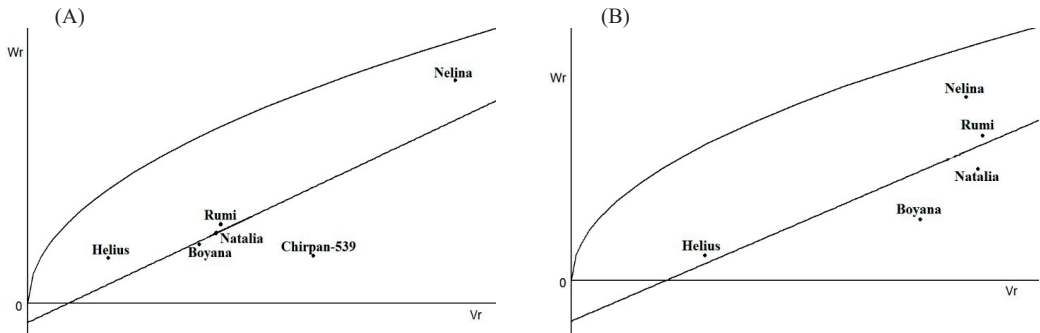 (A)
Wr
Nelina
Rumi
Natalia
Helius
Boyana
Chirpan-539
0
Vr
(B)
Wr
Nelina
Rumi
Natalia
Boyana
Helius
0
Vr